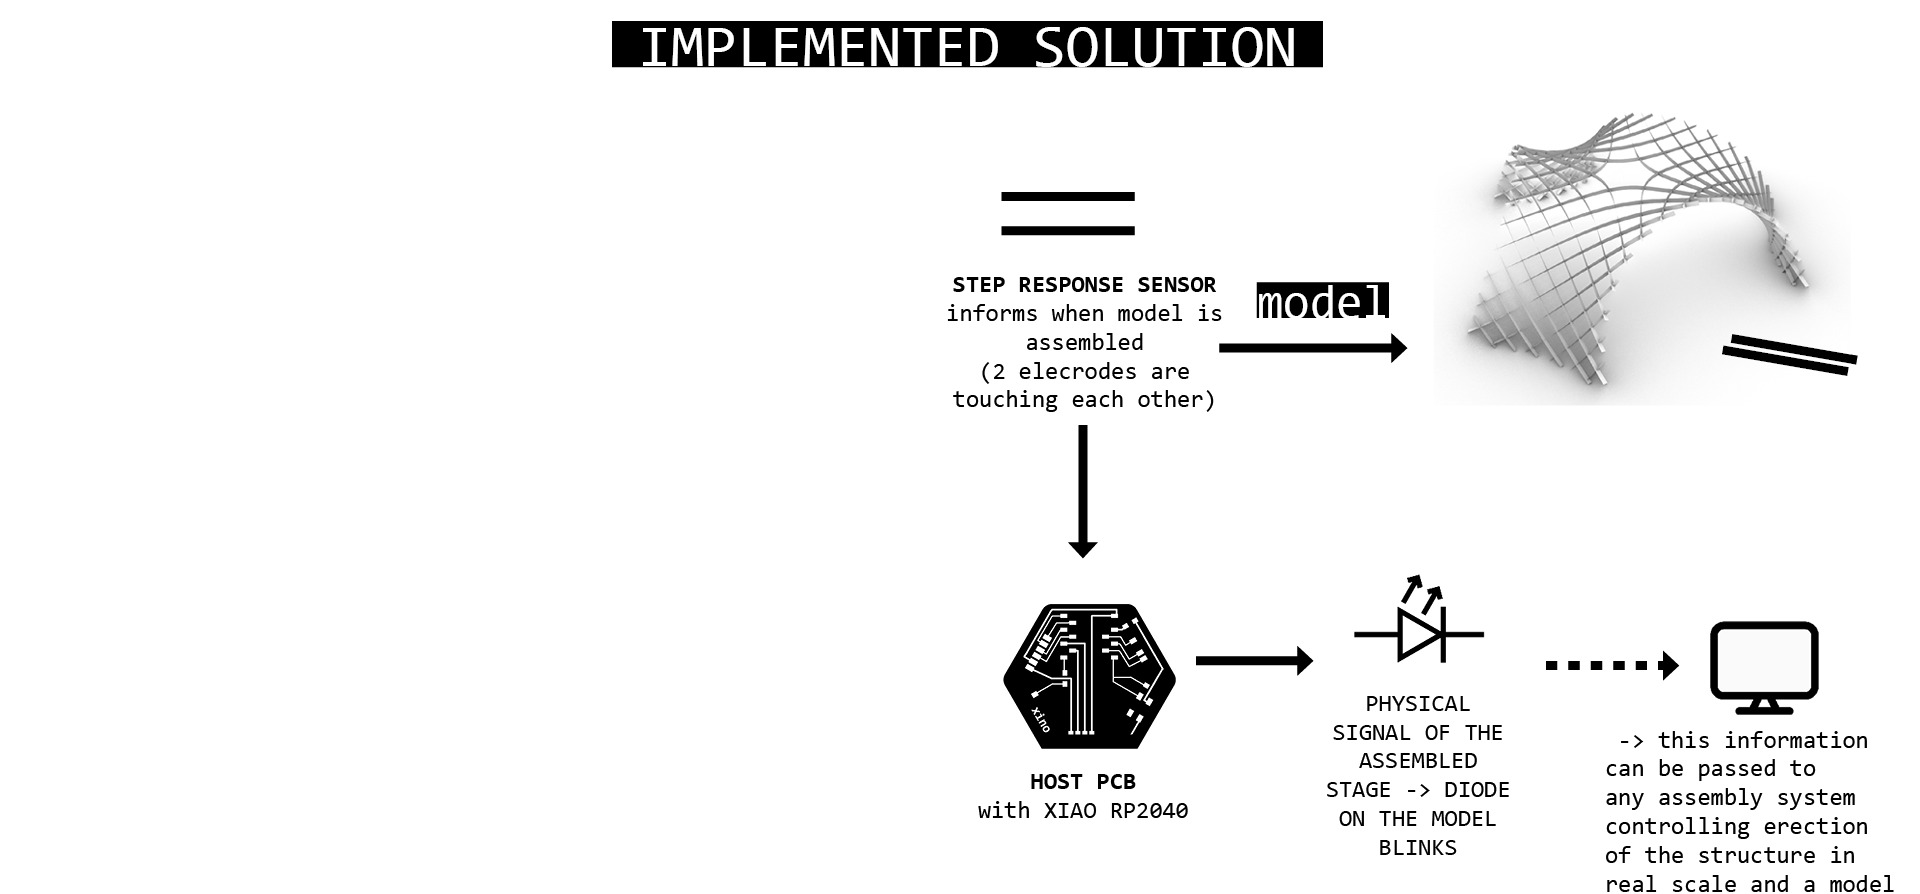 IMPLEMENTED SOLUTION
STEP RESPONSE SENSOR
informs when model is
assembled
(2 elecrodes are
touching each other)
model
xino
HOST PCB
with XIAO RP2040
PHYSICAL
SIGNAL OF THE
ASSEMBLED
STAGE -> DIODE
ON THE MODEL
BLINKS
-> this information
can be passed to
any assembly system
controlling erection
of the structure in
real scale and a model